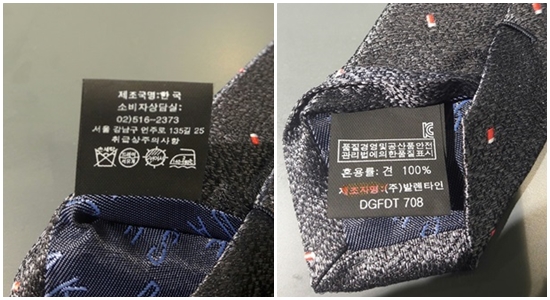 제조국명:한 국
소비자상담실:
02)516-2373
서울 강남구 언주로 135길 25
취급상주의사항
품질경영및공산품안전
관리법에의한품질표시
혼용률: 견 100%
제조자명:(주)발렌타인
DGFDT 708